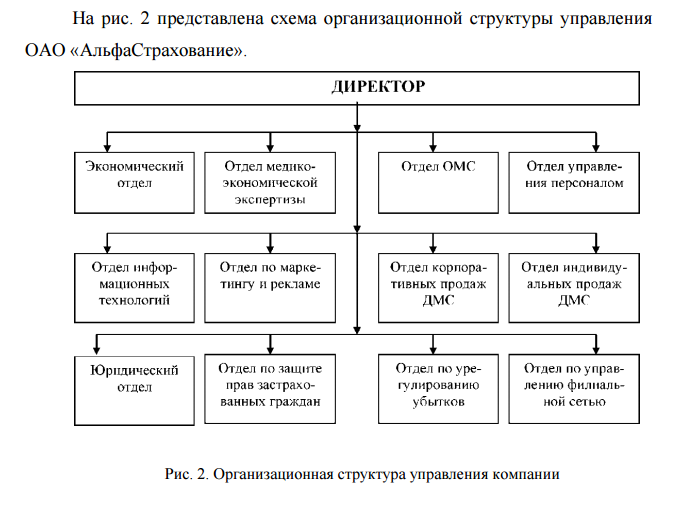 На рис. 2 представлена схема организационной структуры управления
ОАО «АльфаСтрахование».
ДИРЕКТОР
Экономический
отдел
Отдел медико-
экономической
экспертизы
Отдел ОМС
Отдел управле-
ния персоналом
Отдел инфор-
мационных
технологий
Отдел по марке-
тингу и рекламе
Отдел корпора-
тивных продаж
ДМС
Отдел индивиду-
альных продаж
ДМС
Юридический
отдел
Отдел по защите
прав застрахо-
ванных граждан
Отдел по уре-
гулированию
убытков
Отдел по управ-
лению филиаль-
ной сетью
Рис. 2. Организационная структура управления компании